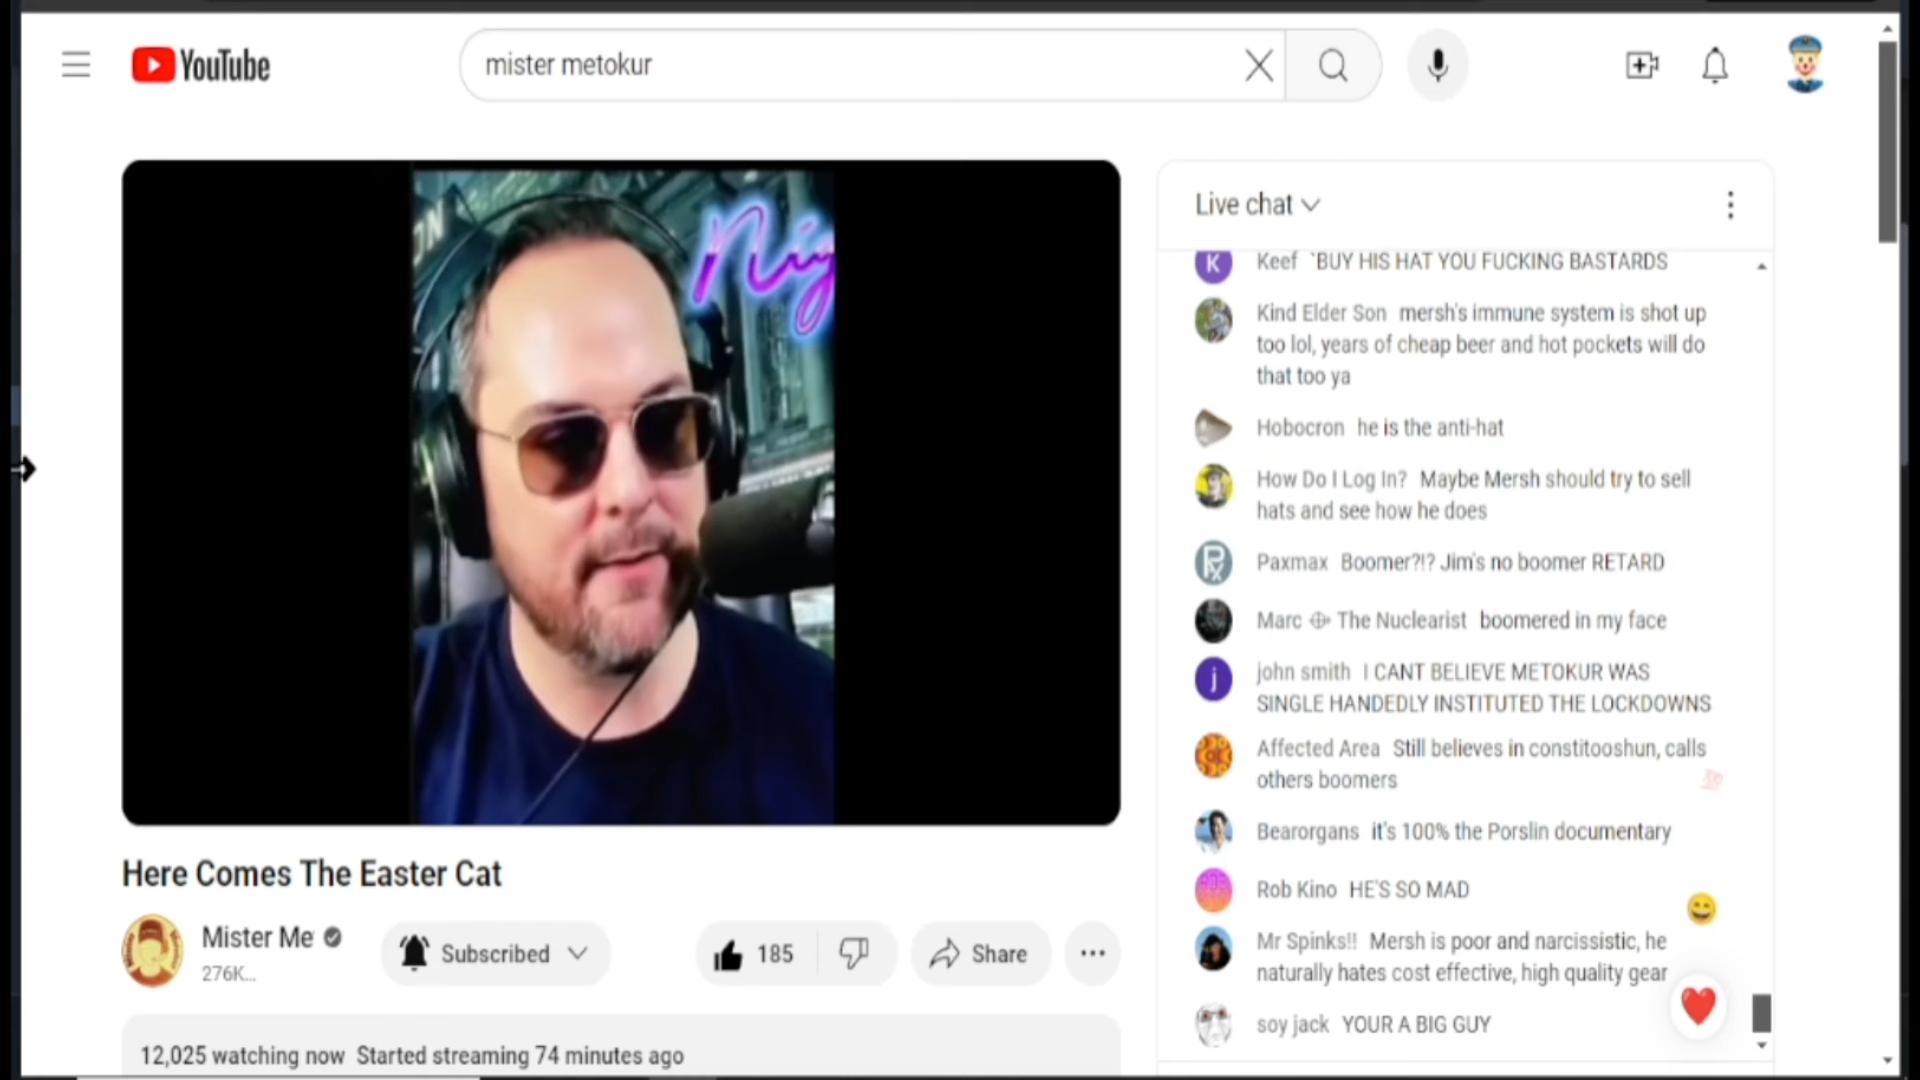 YouTube
mister metokur
ON
Nig
Live chat
K
Keef `BUY HIS HAT YOU FUCKING BASTARDS
Kind Elder Son mersh's immune system is shot up
too lol, years of cheap beer and hot pockets will do
that too ya
Hobocron he is the anti-hat
How Do I Log In? Maybe Mersh should try to sell
hats and see how he does
Paxmax Boomer?!? Jim's no boomer RETARD
Marc The Nuclearist boomered in my face
j
john smith I CANT BELIEVE METOKUR WAS
SINGLE HANDEDLY INSTITUTED THE LOCKDOWNS
Affected Area Still believes in constitooshun, calls
others boomers
Bearorgans it's 100% the Porslin documentary
Rob Kino HE'S SO MAD
Mr Spinks!! Mersh is poor and narcissistic, he
naturally hates cost effective, high quality gear
soy jack YOUR A BIG GUY
Here Comes The Easter Cat
Mister Me
276K...
Subscribed
185
Share
12,025 watching now Started streaming 74 minutes ago